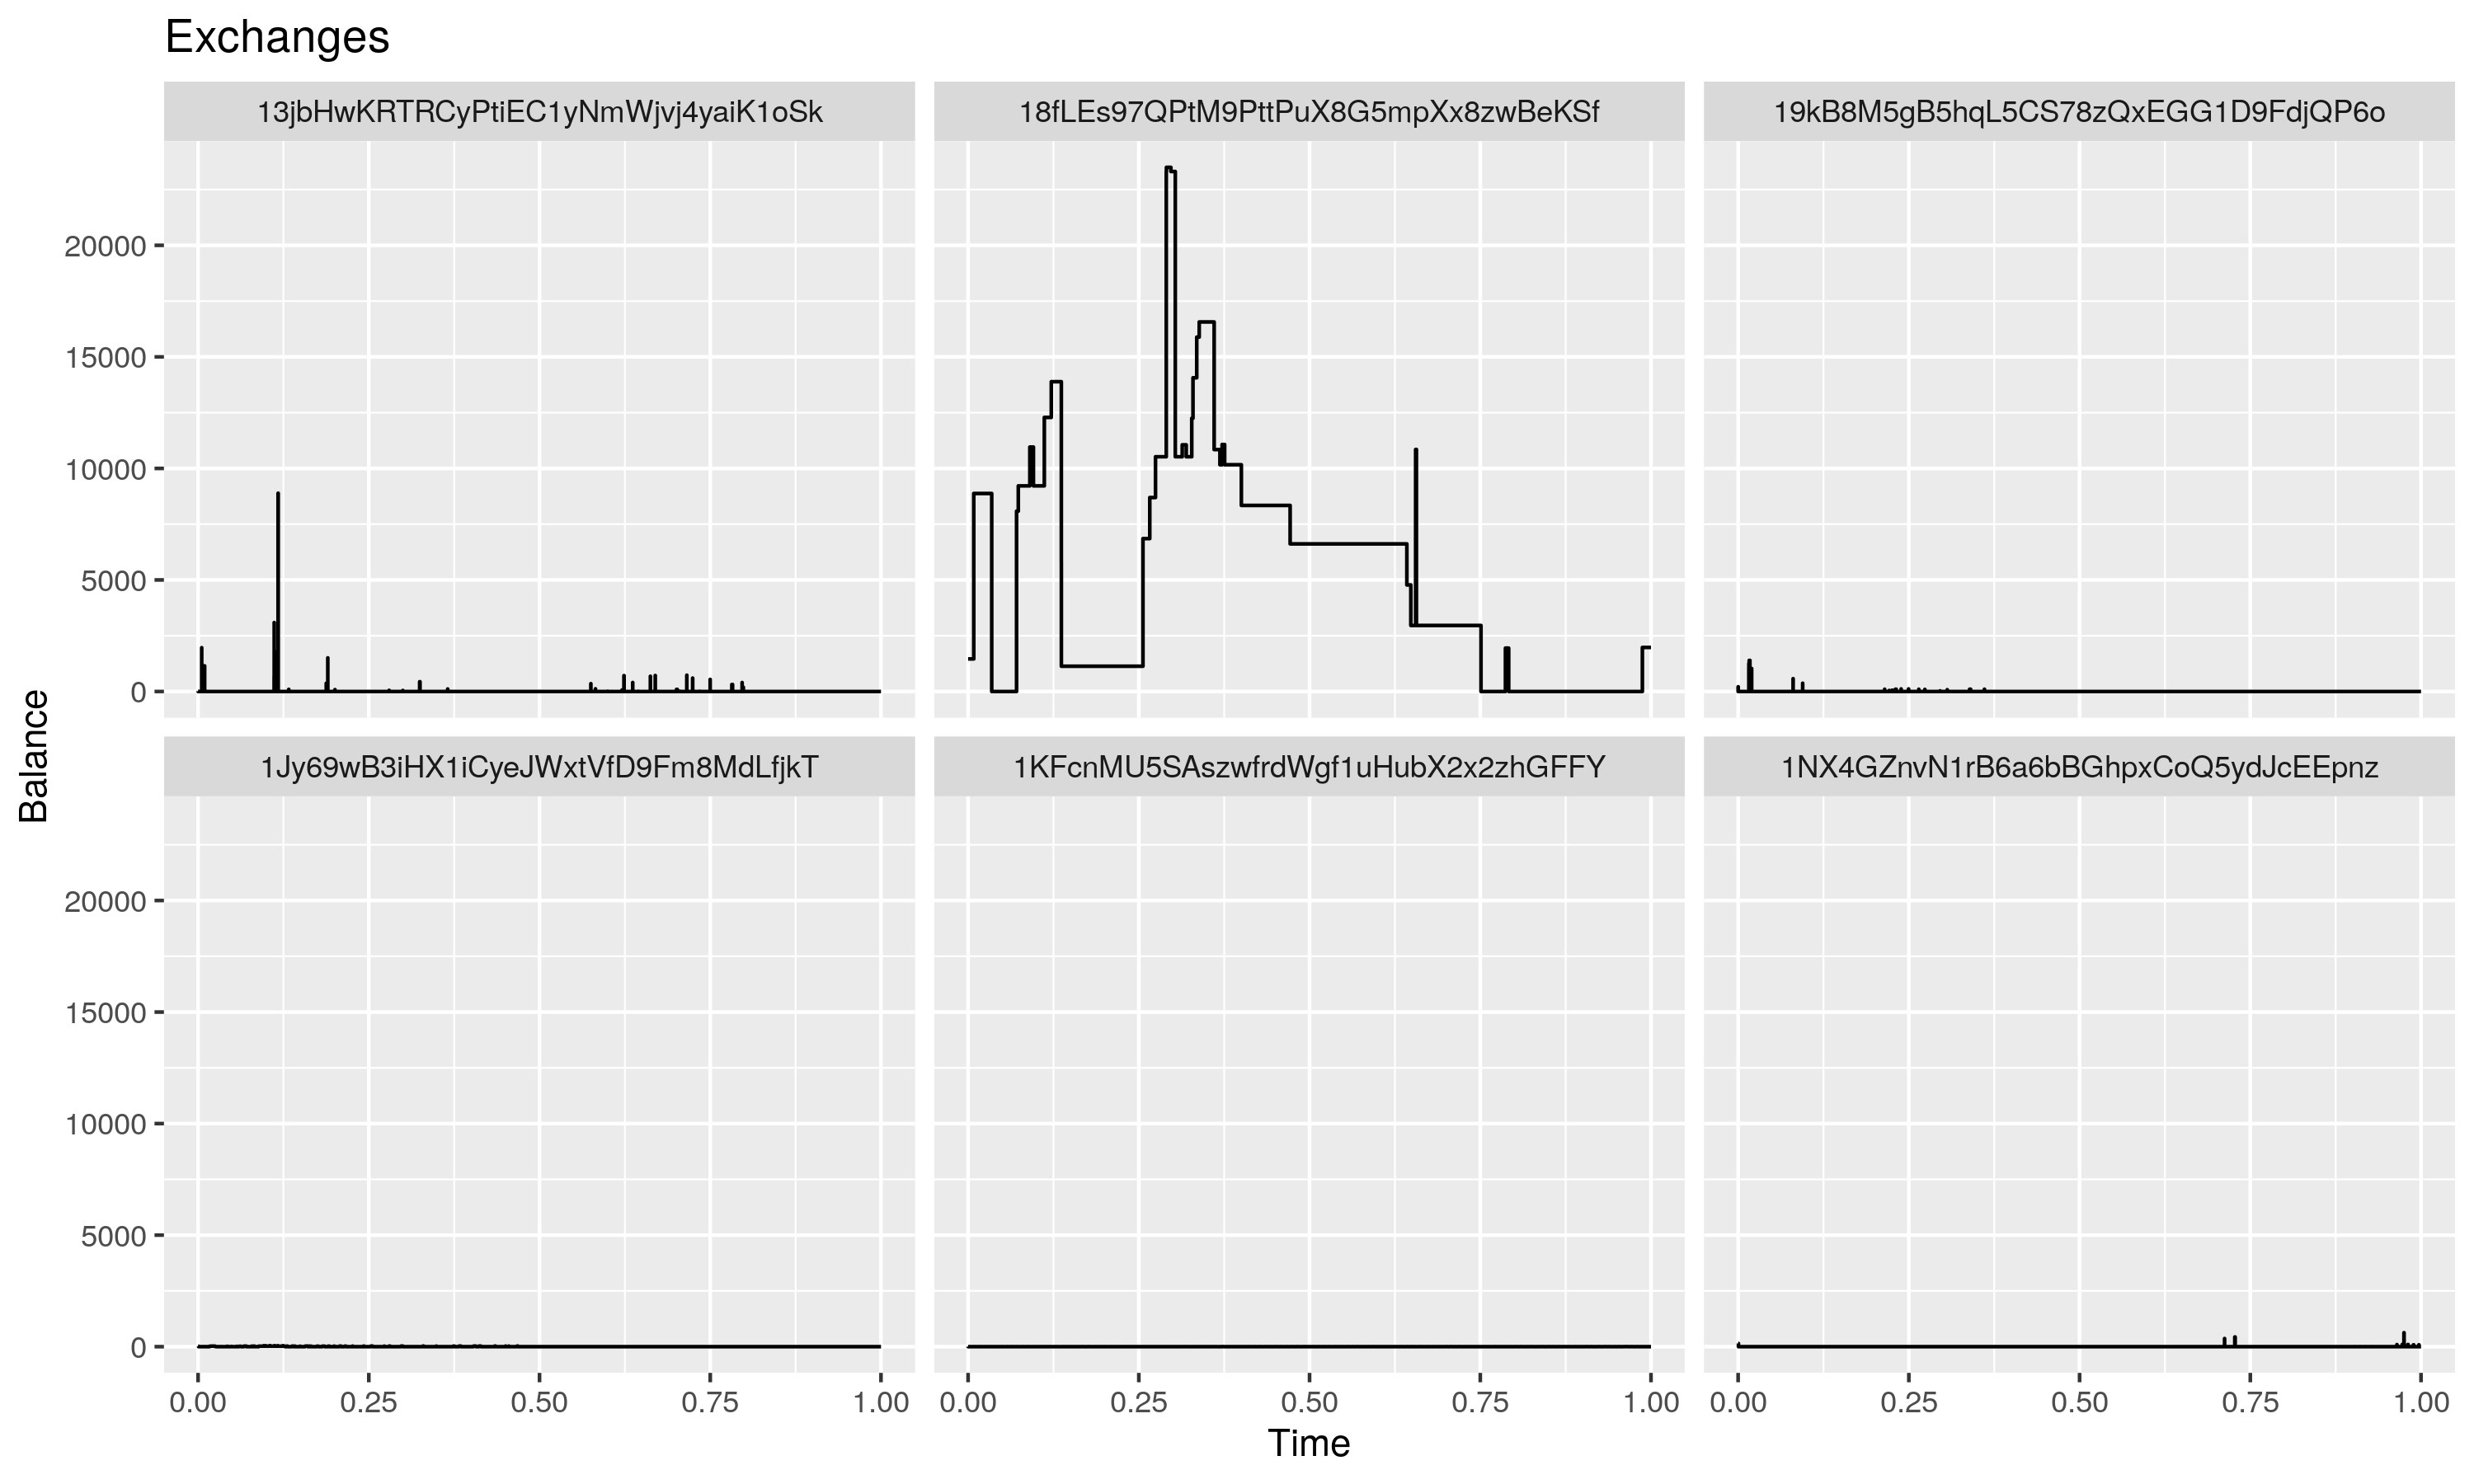 Exchanges
13jbHwKRTRCyPtiEC1yNmWjvj4yaiK1oSk 18fLEs97QPtM9PttPuX8G5mpXx8zwBeKSf 19kB8M5gB5hqL5CS78zQxEGG1D9FdjQP6o
20000
15000
10000
5000
0
Balance
1Jy69wB3iHX1iCyeJWxtVfD9Fm8MdLfjkT 1KFcnMU5SAszwfrdWgf1uHubX2x2zhGFFY 1NX4GZnvN1rB6a6bBGhpxCoQ5ydJcEEpnz
20000
15000
10000
5000
0
0.00 0.25 0.50 0.75 1.00 0.00 0.25 0.50 0.75 1.00 0.00 0.25 0.50 0.75 1.00
Time